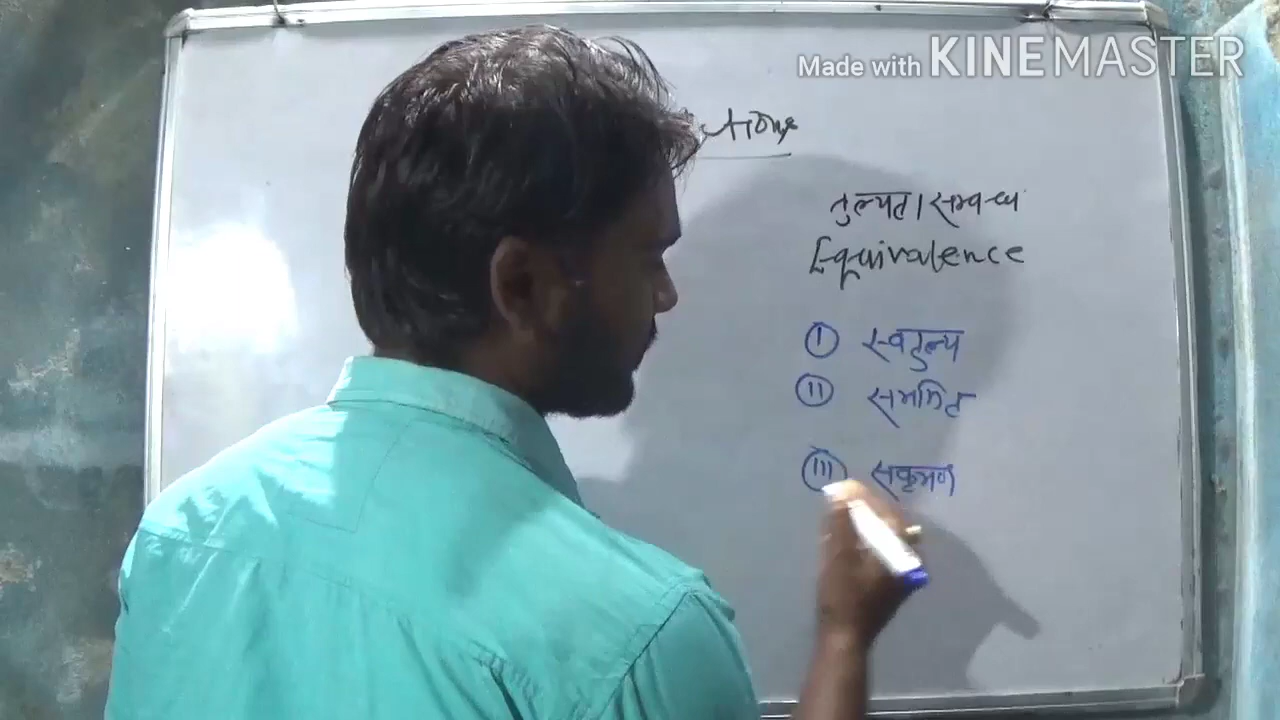 Made with KINEMASTER
तुल्यता सम्बन्ध
Equivalence
(I) स्वतुल्य
(II) सममित
(III) संक्रमण